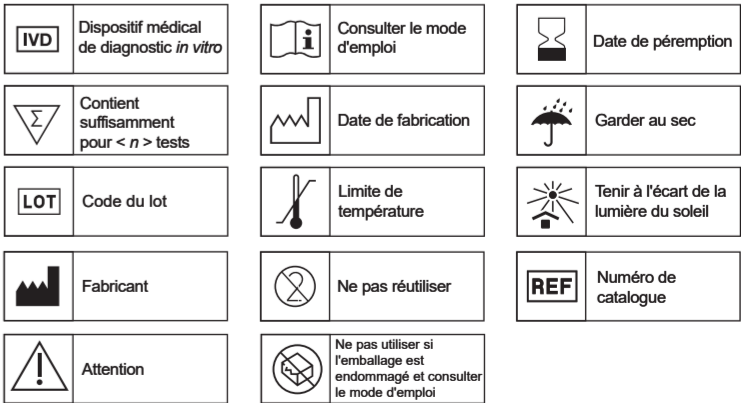 IVD
Dispositif médical
de diagnostic in vitro
i
Consulter le mode
d'emploi
Date de péremption
Σ
Contient
suffisamment
pour < n > tests
Date de fabrication
Garder au sec
LOT
Code du lot
Limite de
température
Tenir à l'écart de la
lumière du soleil
Fabricant
2
Ne pas réutiliser
REF
Numéro de
catalogue
!
Attention
Ne pas utiliser si
l'emballage est
endommagé et consulter
le mode d'emploi